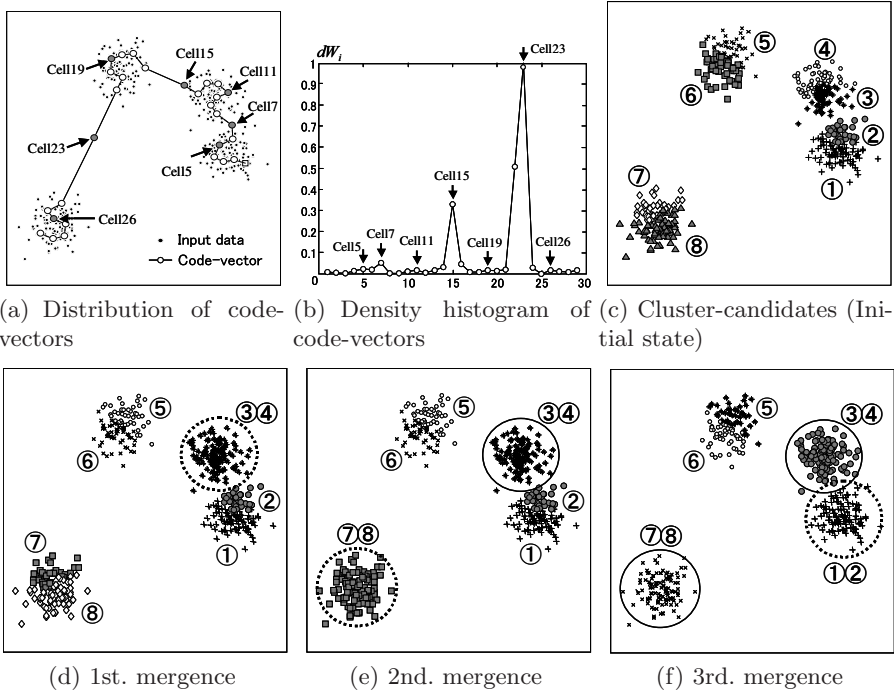 Cell19
Cell15
Cell11
Cell7
Cell5
Cell23
Cell26
Input data
Code-vector
dWi
Cell23
1
0.9
0.8
0.7
0.6
0.5
0.4
0.3
0.2
0.1
Cell15
Cell5
Cell7
Cell11
Cell19
Cell26
0 5 10 15 20 25 30
⑤
④
⑥
③
②
①
⑦
⑧
(a) Distribution of code-
vectors
(b) Density histogram of
code-vectors
(c) Cluster-candidates (Ini-
tial state)
⑤
③④
⑥
②
①
⑦
⑧
(d) 1st. mergence
⑤
③④
⑥
②
①
⑦⑧
(e) 2nd. mergence
⑤
③④
⑥
⑦⑧
①②
(f) 3rd. mergence